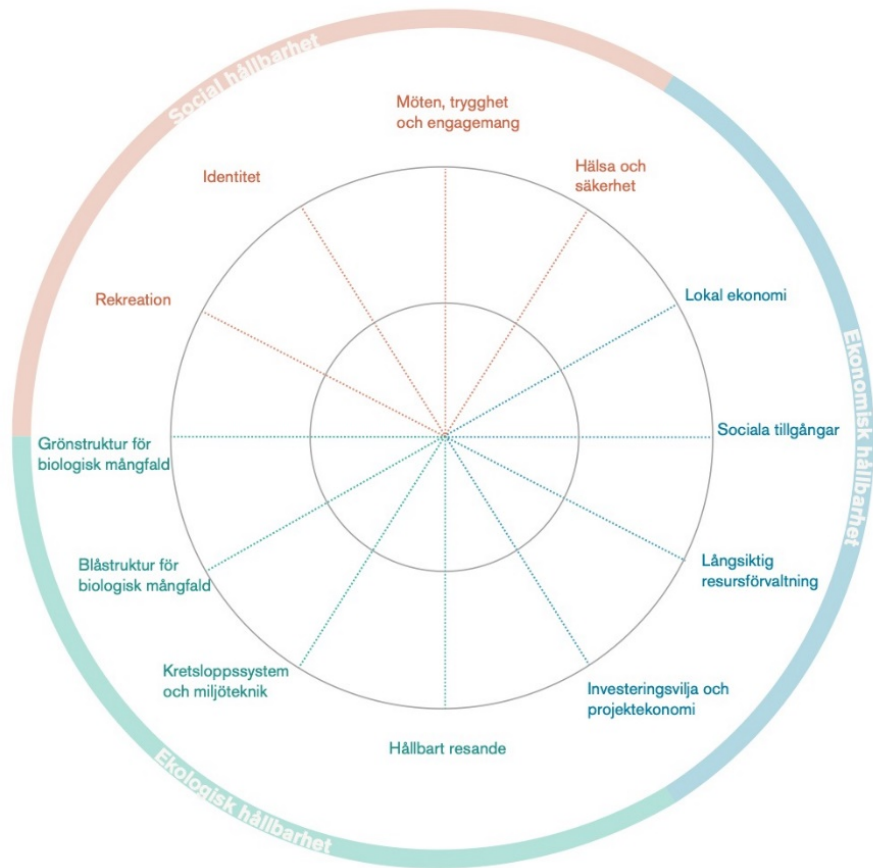 Social hållbarhet
Möten, trygghet
och engagemang
Hälsa och
säkerhet
Identitet
Rekreation
Lokal ekonomi
Ekonomisk hållbarhet
Sociala tillgångar
Grönstruktur för
biologisk mångfald
Långsiktig
resursförvaltning
Blåstruktur för
biologisk mångfald
Kretsloppssystem
och miljöteknik
Investeringsvilja och
projektekonomi
Hållbart resande
Ekologisk hållbarhet